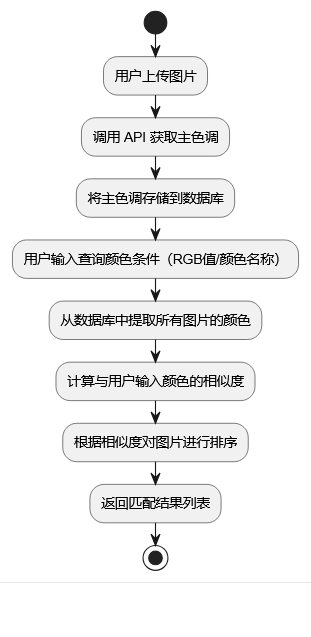 用户上传图片
调用 API 获取主色调
将主色调存储到数据库
用户输入查询颜色条件（RGB值/颜色名称）
从数据库中提取所有图片的颜色
计算与用户输入颜色的相似度
根据相似度对图片进行排序
返回匹配结果列表